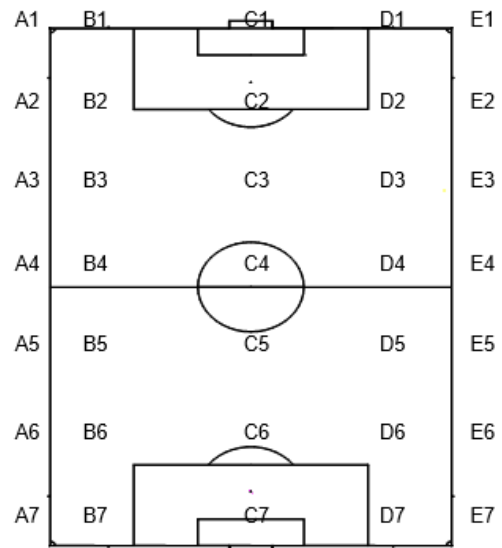 A1 B1 C1 D1 E1
A2 B2 C2 D2 E2
A3 B3 C3 D3 E3
A4 B4 C4 D4 E4
A5 B5 C5 D5 E5
A6 B6 C6 D6 E6
A7 B7 C7 D7 E7